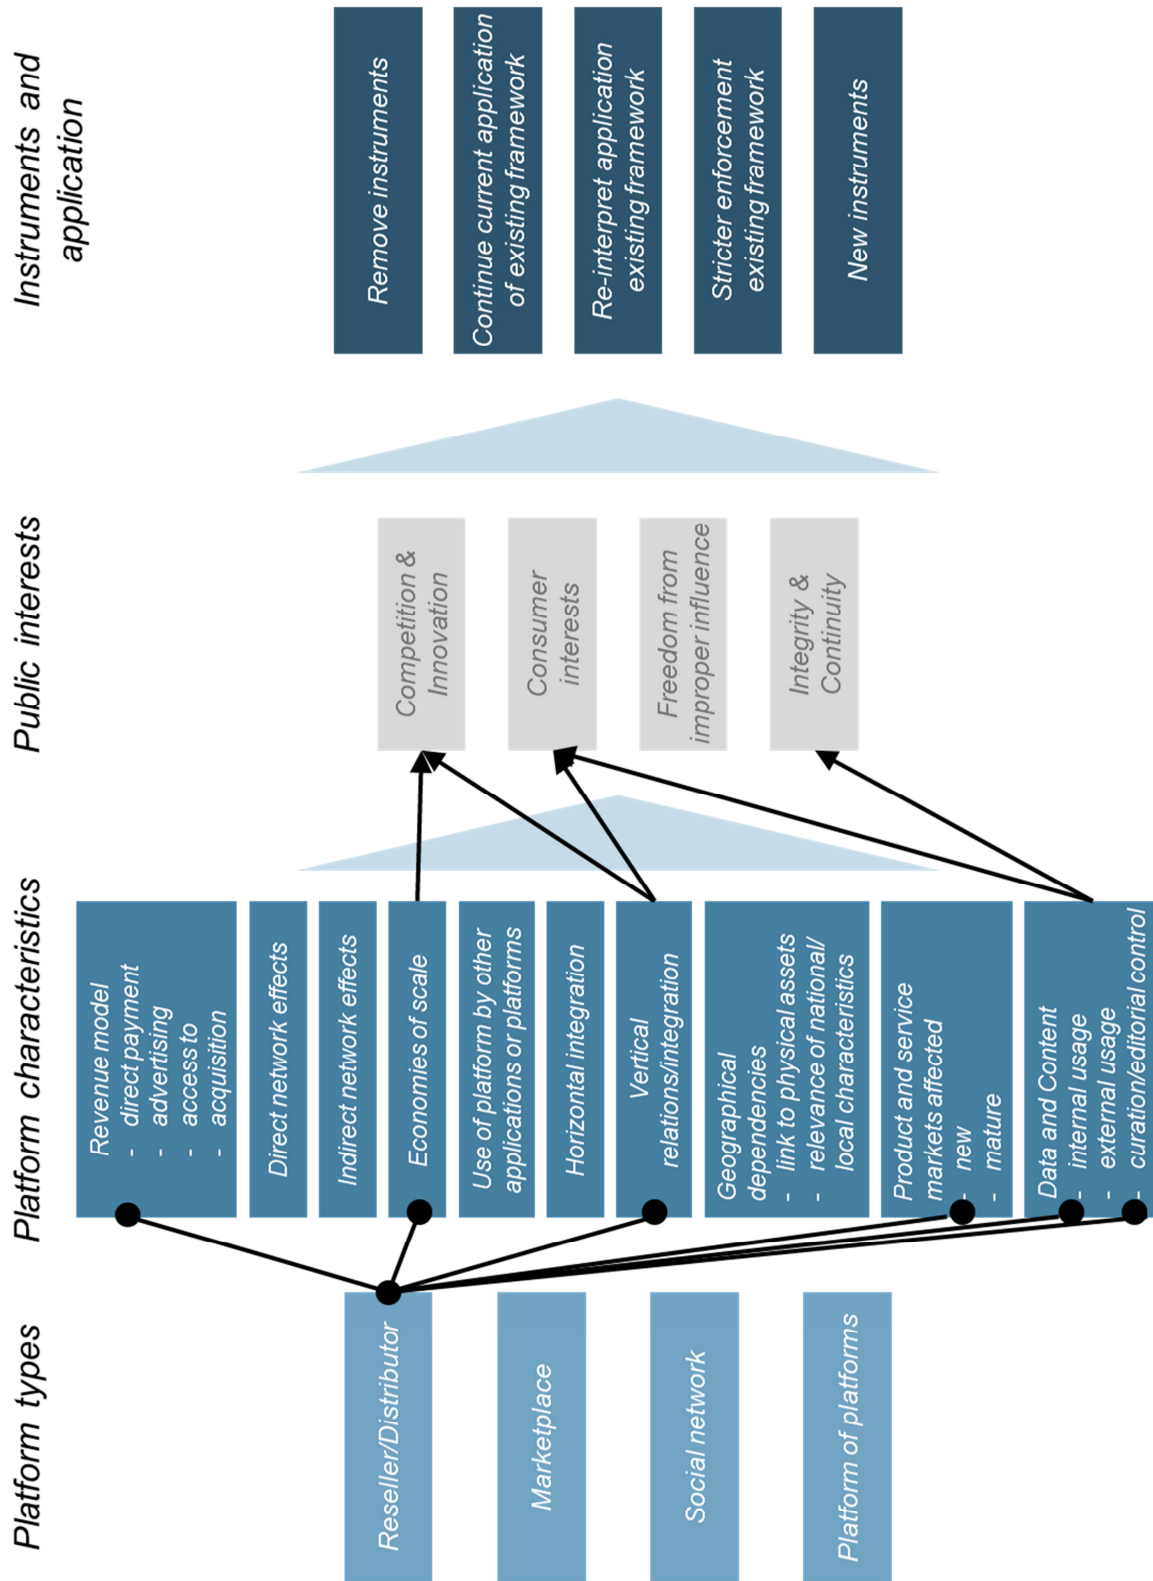 Platform types
Reseller/Distributor
Marketplace
Social network
Platform of platforms
Platform characteristics
Revenue model
- direct payment
- advertising
- access to
- acquisition
Direct network effects
Indirect network effects
Economies of scale
Use of platform by other
applications or platforms
Horizontal integration
Vertical
relations/integration
Geographical
dependencies
- link to physical assets
- relevance of national/
local characteristics
Product and service
markets affected
- new
- mature
Data and Content
- internal usage
- external usage
- curation/editorial control
Public interests
Competition &
Innovation
Consumer
interests
Freedom from
improper influence
Integrity &
Continuity
Instruments and
application
Remove instruments
Continue current application
of existing framework
Re-interpret application
existing framework
Stricter enforcement
existing framework
New instruments